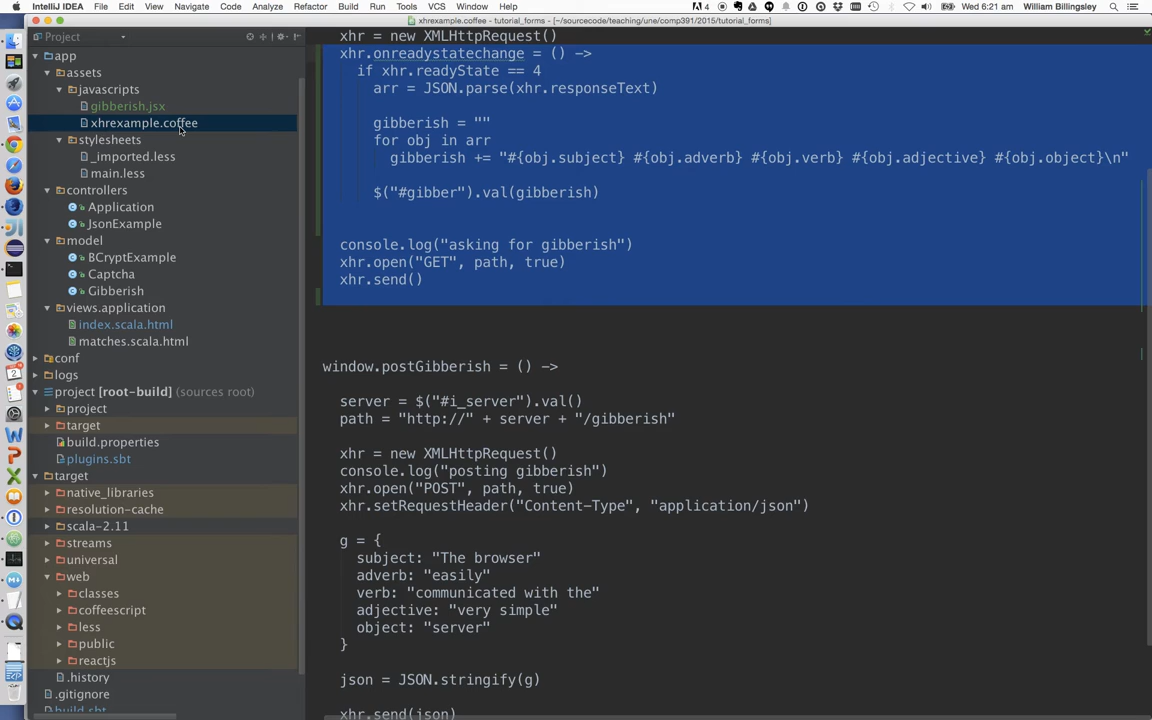 IntelliJ IDEA File Edit View Navigate Code Analyze Refactor Build Run Tools VCS Window Help Wed 6:21 am William Billingsley
xhrexample.coffee - tutorial_forms - [~/sourcecode/teaching/une/comp391/2015/tutorial_forms]
Project
app
assets
javascripts
gibberish.jsx
xhrexample.coffee
stylesheets
_imported.less
main.less
controllers
Application
JsonExample
model
BCryptExample
Captcha
Gibberish
views.application
index.scala.html
matches.scala.html
conf
logs
project [root-build] (sources root)
project
target
build.properties
plugins.sbt
target
native_libraries
resolution-cache
scala-2.11
streams
universal
web
classes
coffeescript
less
public
reactjs
.history
.gitignore
build.sbt
xhr = new XMLHttpRequest()
xhr.onreadystatechange = () ->
if xhr.readyState == 4
arr = JSON.parse(xhr.responseText)
gibberish = ""
for obj in arr
gibberish += "#{obj.subject} #{obj.adverb} #{obj.verb} #{obj.adjective} #{obj.object}\n"
$("#gibber").val(gibberish)
console.log("asking for gibberish")
xhr.open("GET", path, true)
xhr.send()
window.postGibberish = () ->
server = $("#i_server").val()
path = "http://" + server + "/gibberish"
xhr = new XMLHttpRequest()
console.log("posting gibberish")
xhr.open("POST", path, true)
xhr.setRequestHeader("Content-Type", "application/json")
g = {
subject: "The browser"
adverb: "easily"
verb: "communicated with the"
adjective: "very simple"
object: "server"
}
json = JSON.stringify(g)
xhr.send(json)